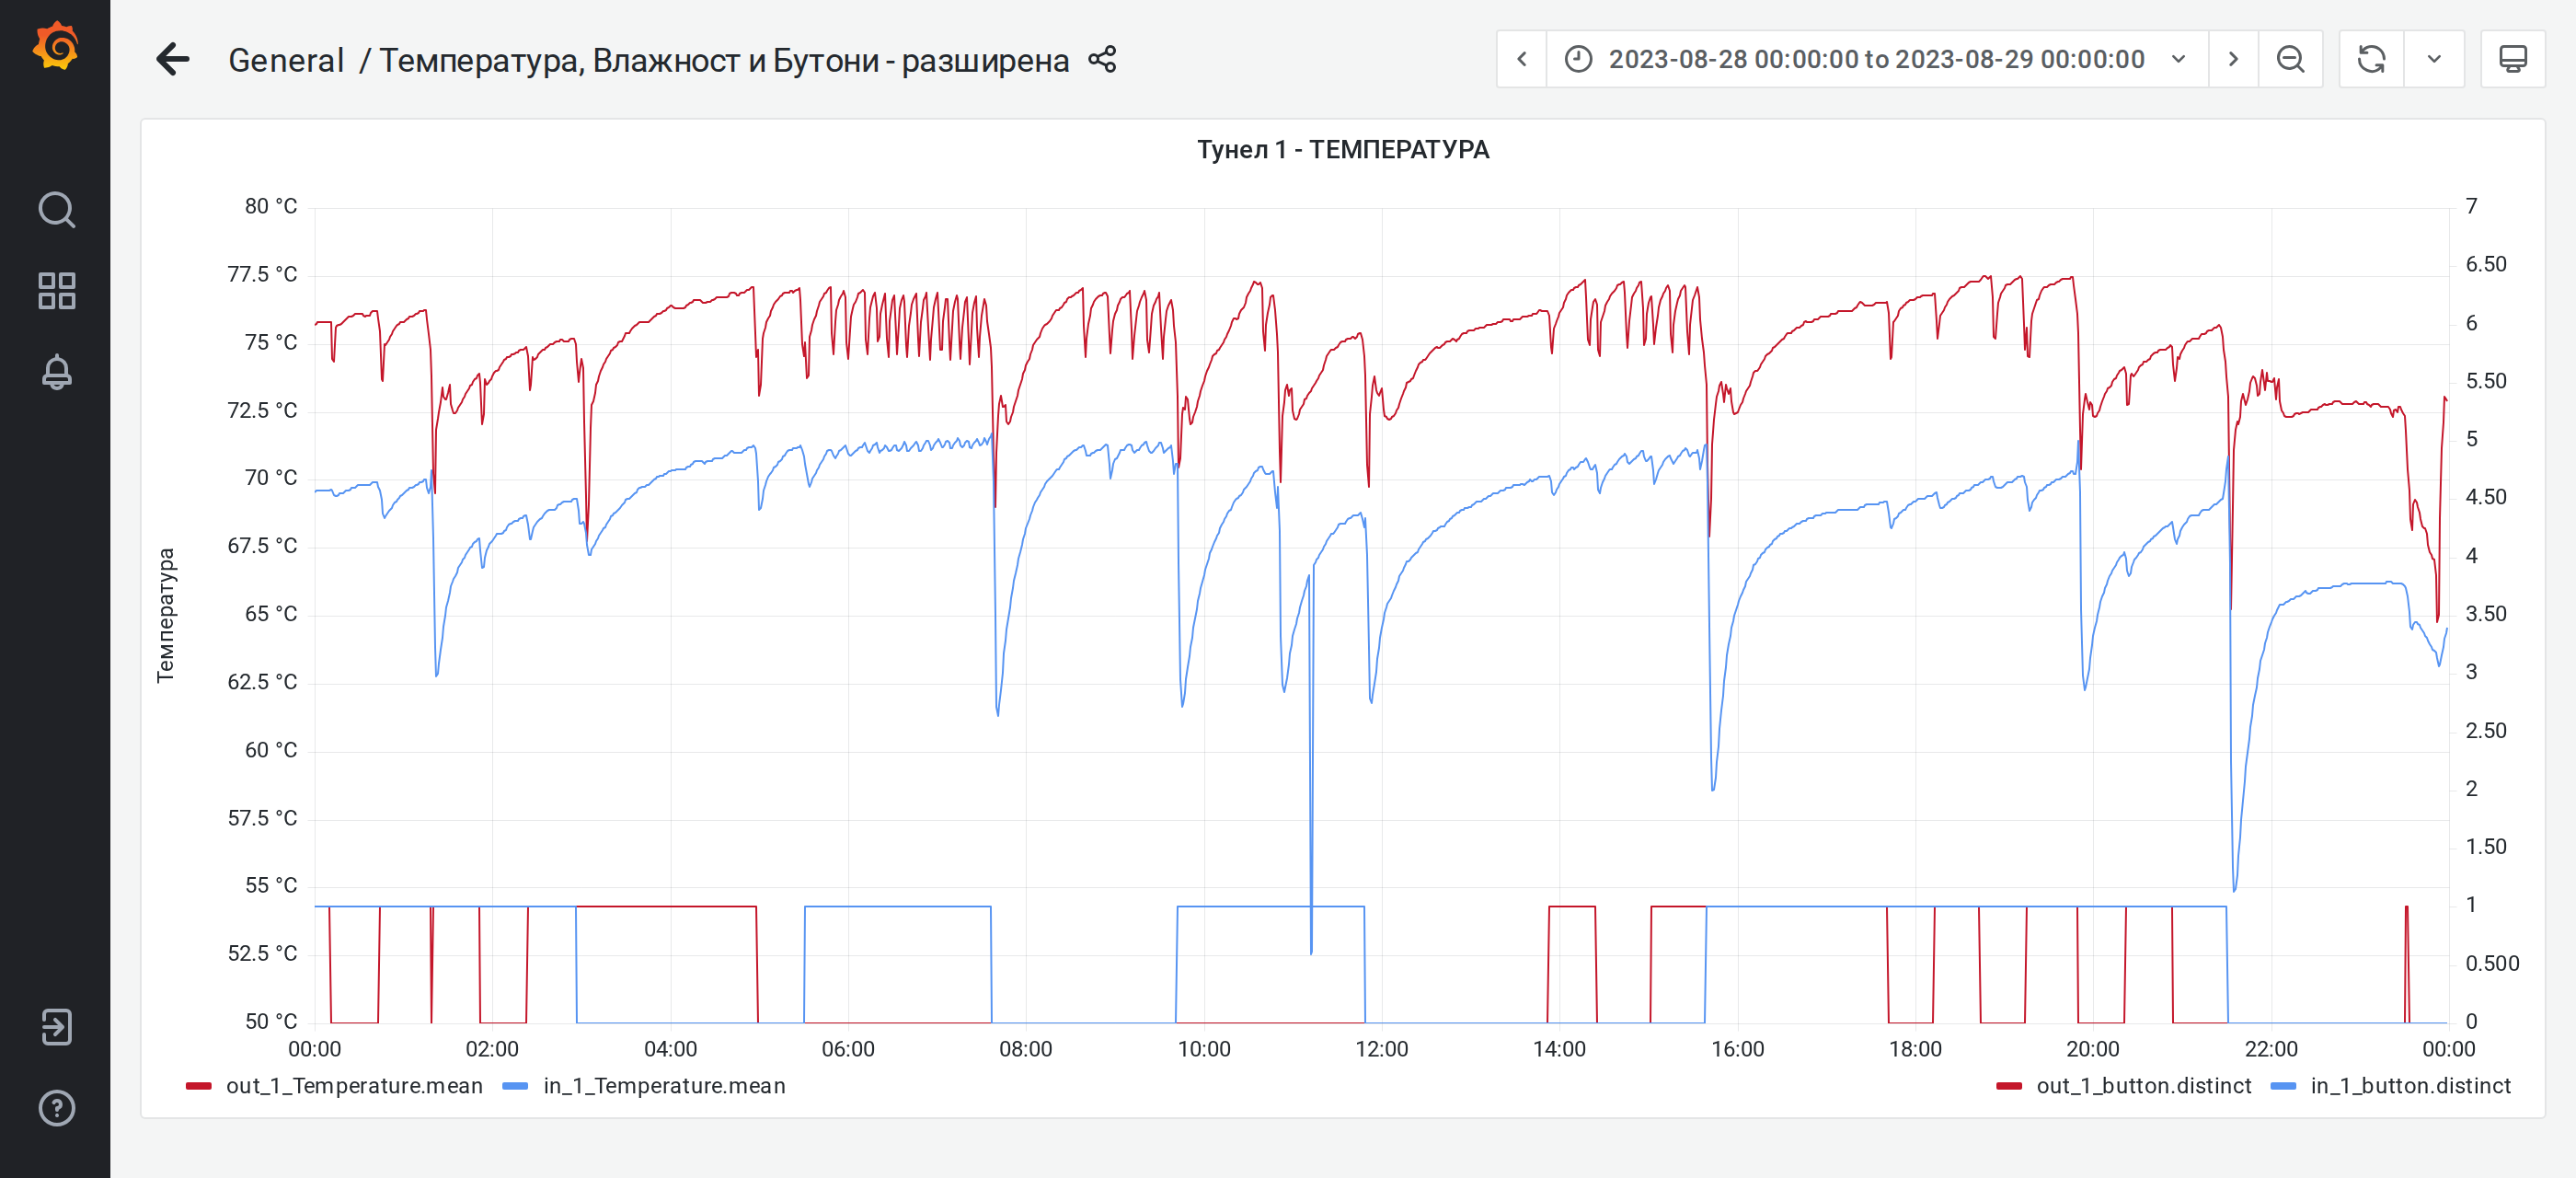 General / Температура, Влажност и Бутони - разширена
2023-08-28 00:00:00 to 2023-08-29 00:00:00
Тунел 1 - ТЕМПЕРАТУРА
Температура
80 °C
77.5 °C
75 °C
72.5 °C
70 °C
67.5 °C
65 °C
62.5 °C
60 °C
57.5 °C
55 °C
52.5 °C
50 °C
7
6.50
6
5.50
5
4.50
4
3.50
3
2.50
2
1.50
1
0.500
0
00:00 02:00 04:00 06:00 08:00 10:00 12:00 14:00 16:00 18:00 20:00 22:00 00:00
out_1_Temperature.mean in_1_Temperature.mean out_1_button.distinct in_1_button.distinct